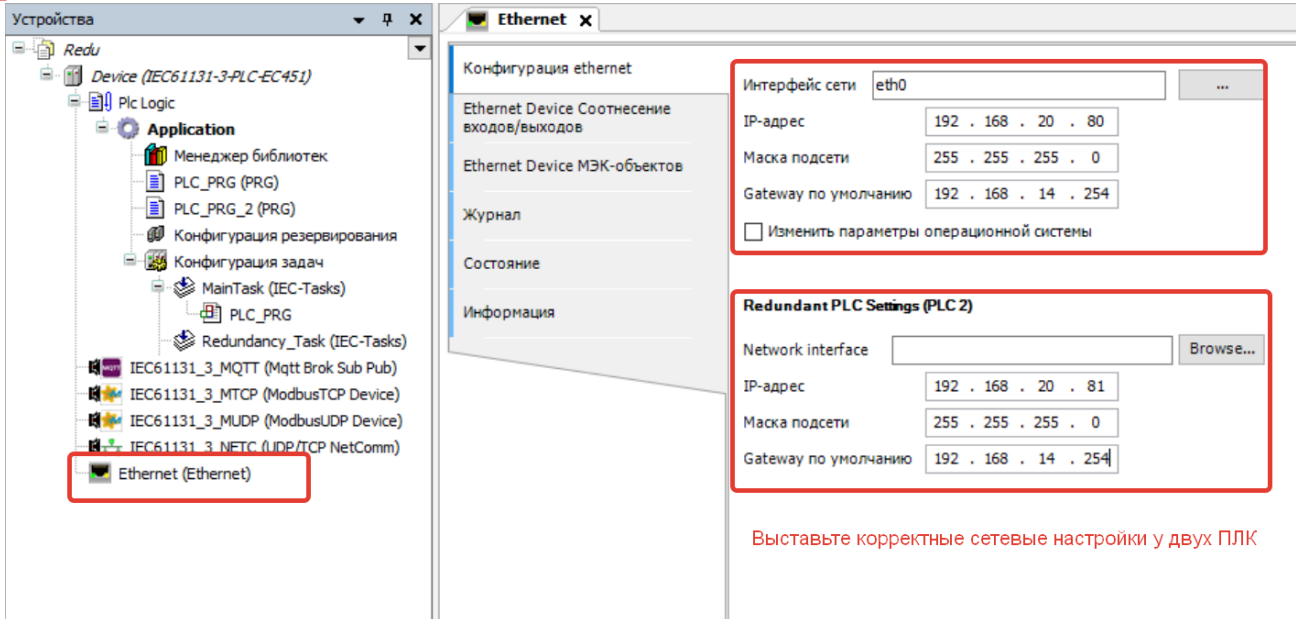 Устройства
Redu
Device (IEC61131-3-PLC-EC451)
Plc Logic
Application
Менеджер библиотек
PLC_PRG (PRG)
PLC_PRG_2 (PRG)
Конфигурация резервирования
Конфигурация задач
MainTask (IEC-Tasks)
PLC_PRG
Redundancy_Task (IEC-Tasks)
IEC61131_3_MQTT (Mqtt Brok Sub Pub)
IEC61131_3_MTCP (ModbusTCP Device)
IEC61131_3_MUDP (ModbusUDP Device)
IEC61131_3_NETC (UDP/TCP NetComm)
Ethernet (Ethernet)
Ethernet
Конфигурация ethernet
Ethernet Device Соотнесение
входов/выходов
Ethernet Device МЭК-объектов
Журнал
Состояние
Информация
Интерфейс сети eth0 ...
IP-адрес 192 . 168 . 20 . 80
Маска подсети 255 . 255 . 255 . 0
Gateway по умолчанию 192 . 168 . 14 . 254
Изменить параметры операционной системы
Redundant PLC Settings (PLC 2)
Network interface Browse...
IP-адрес 192 . 168 . 20 . 81
Маска подсети 255 . 255 . 255 . 0
Gateway по умолчанию 192 . 168 . 14 . 254
Выставьте корректные сетевые настройки у двух ПЛК